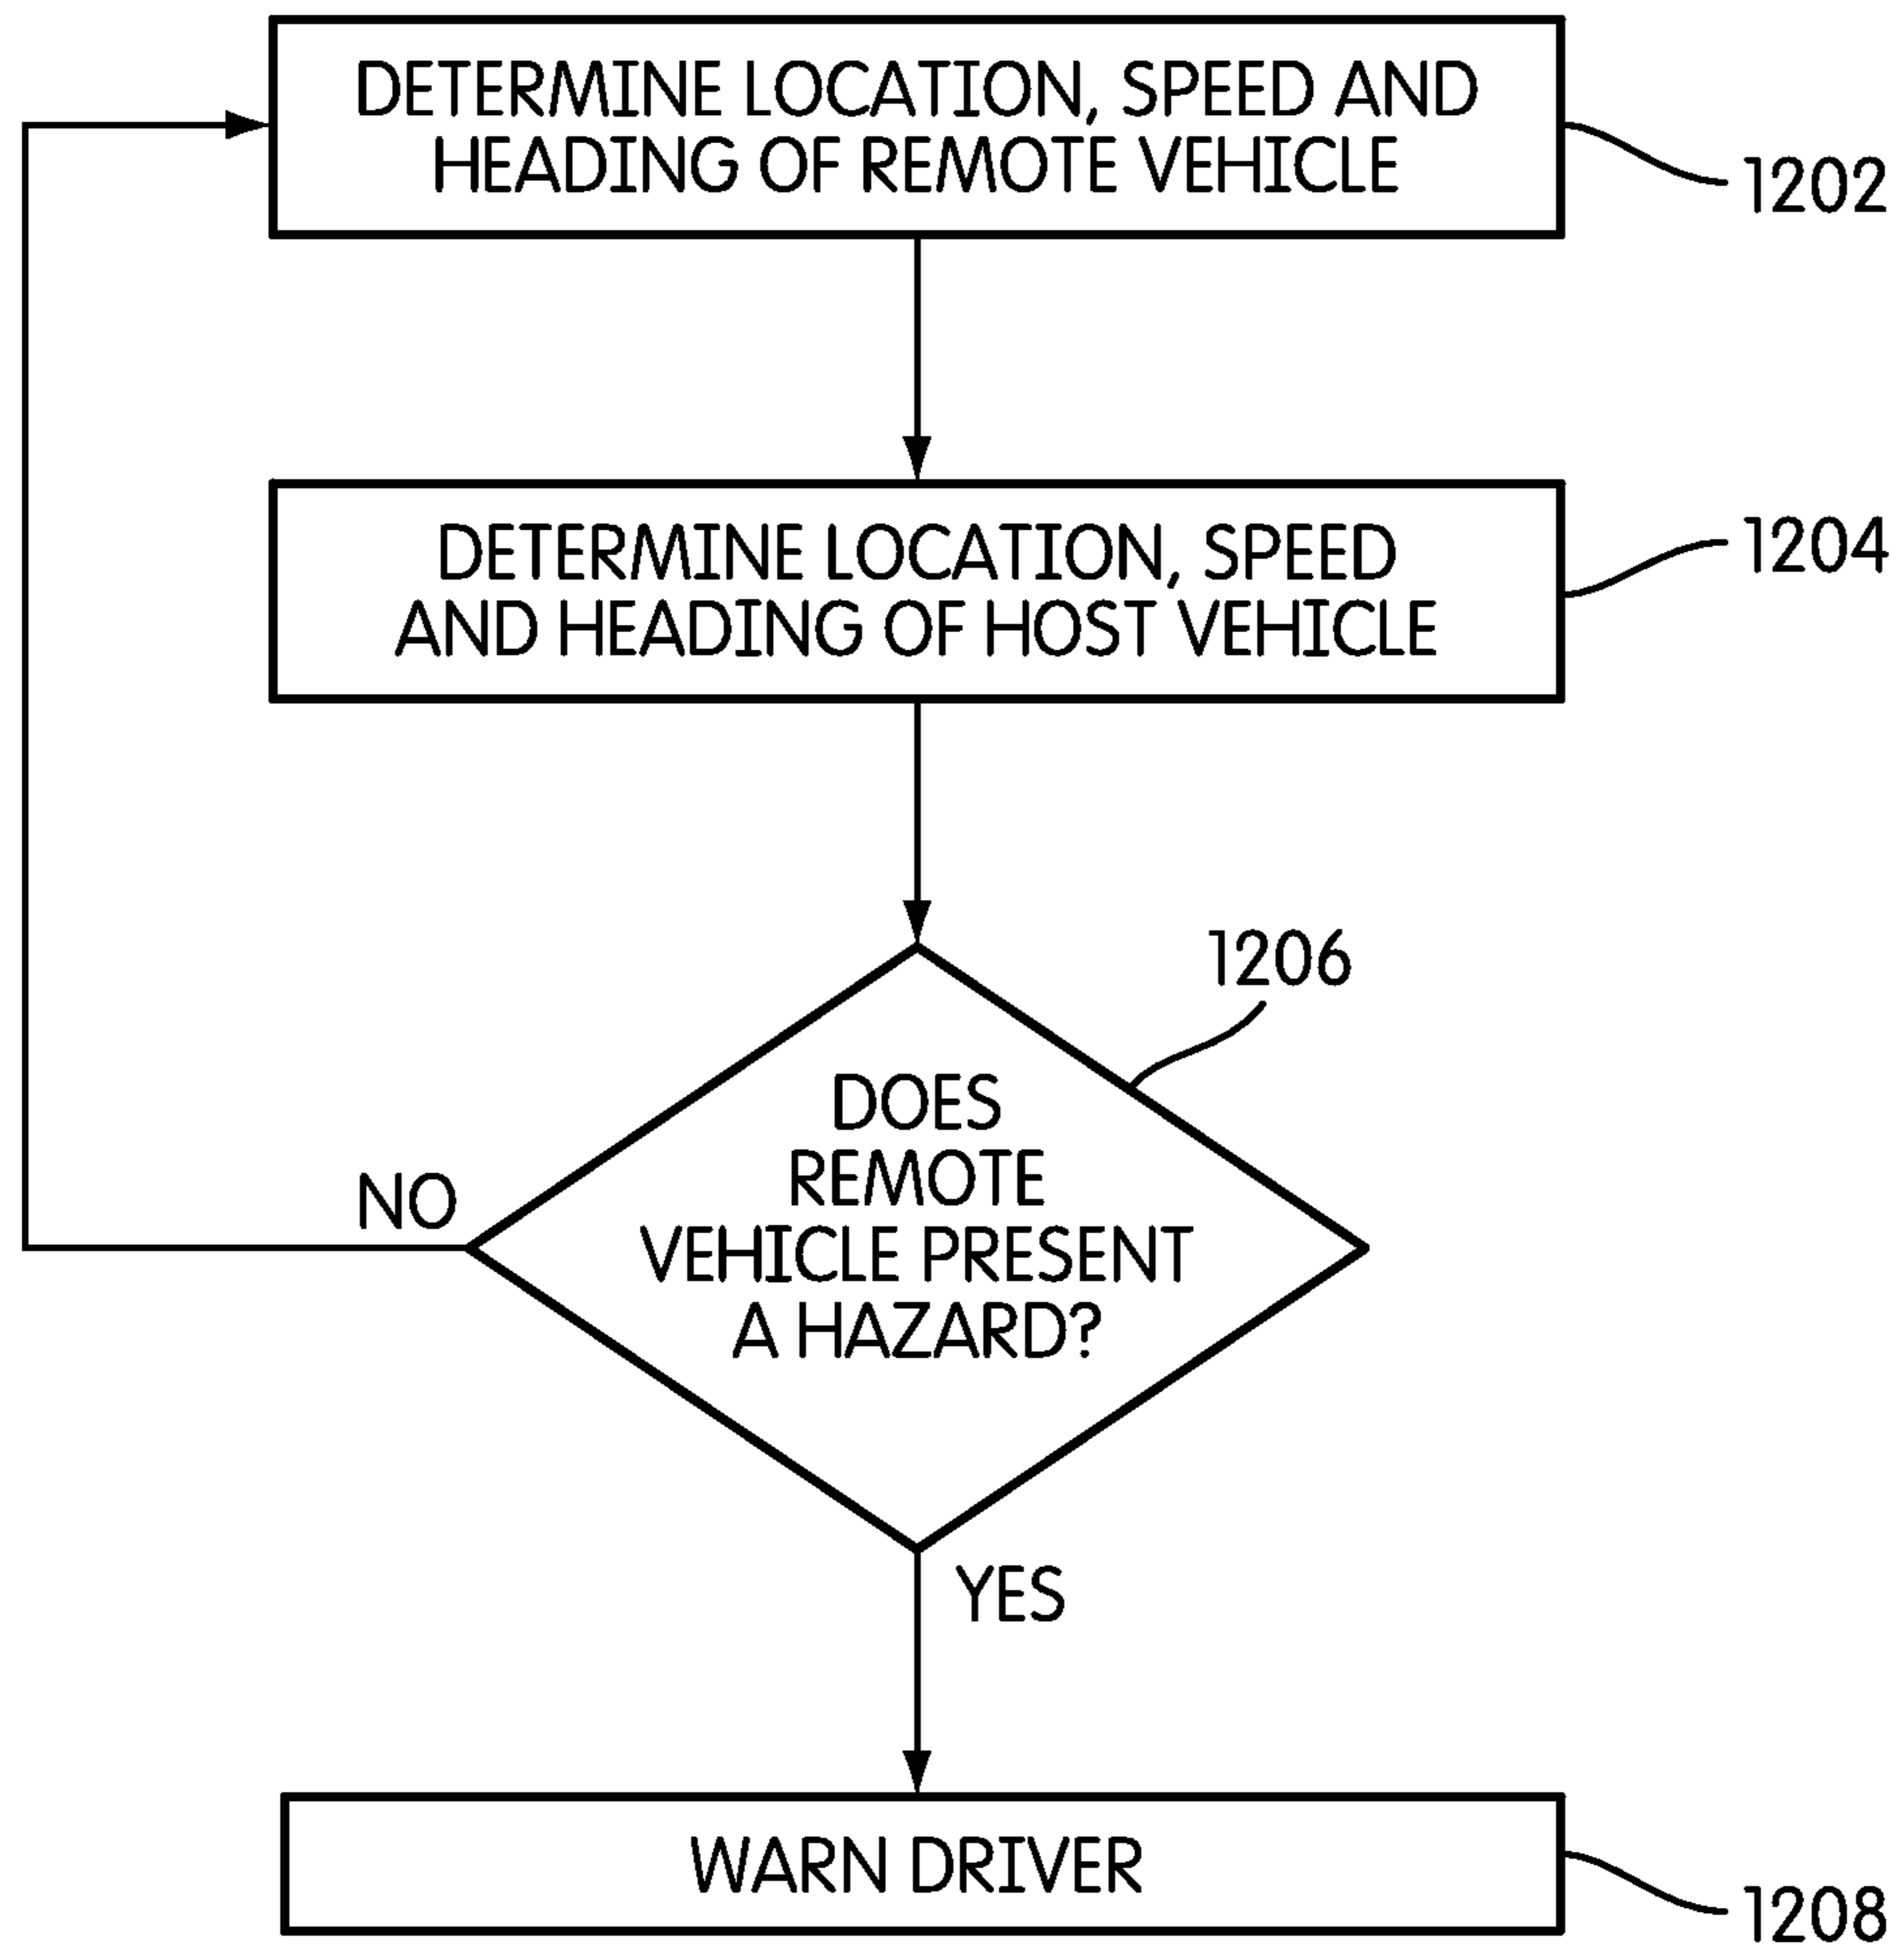 DETERMINE LOCATION, SPEED AND
HEADING OF REMOTE VEHICLE
1202
DETERMINE LOCATION, SPEED
AND HEADING OF HOST VEHICLE
1204
1206
DOES
REMOTE
VEHICLE PRESENT
A HAZARD?
NO
YES
WARN DRIVER
1208